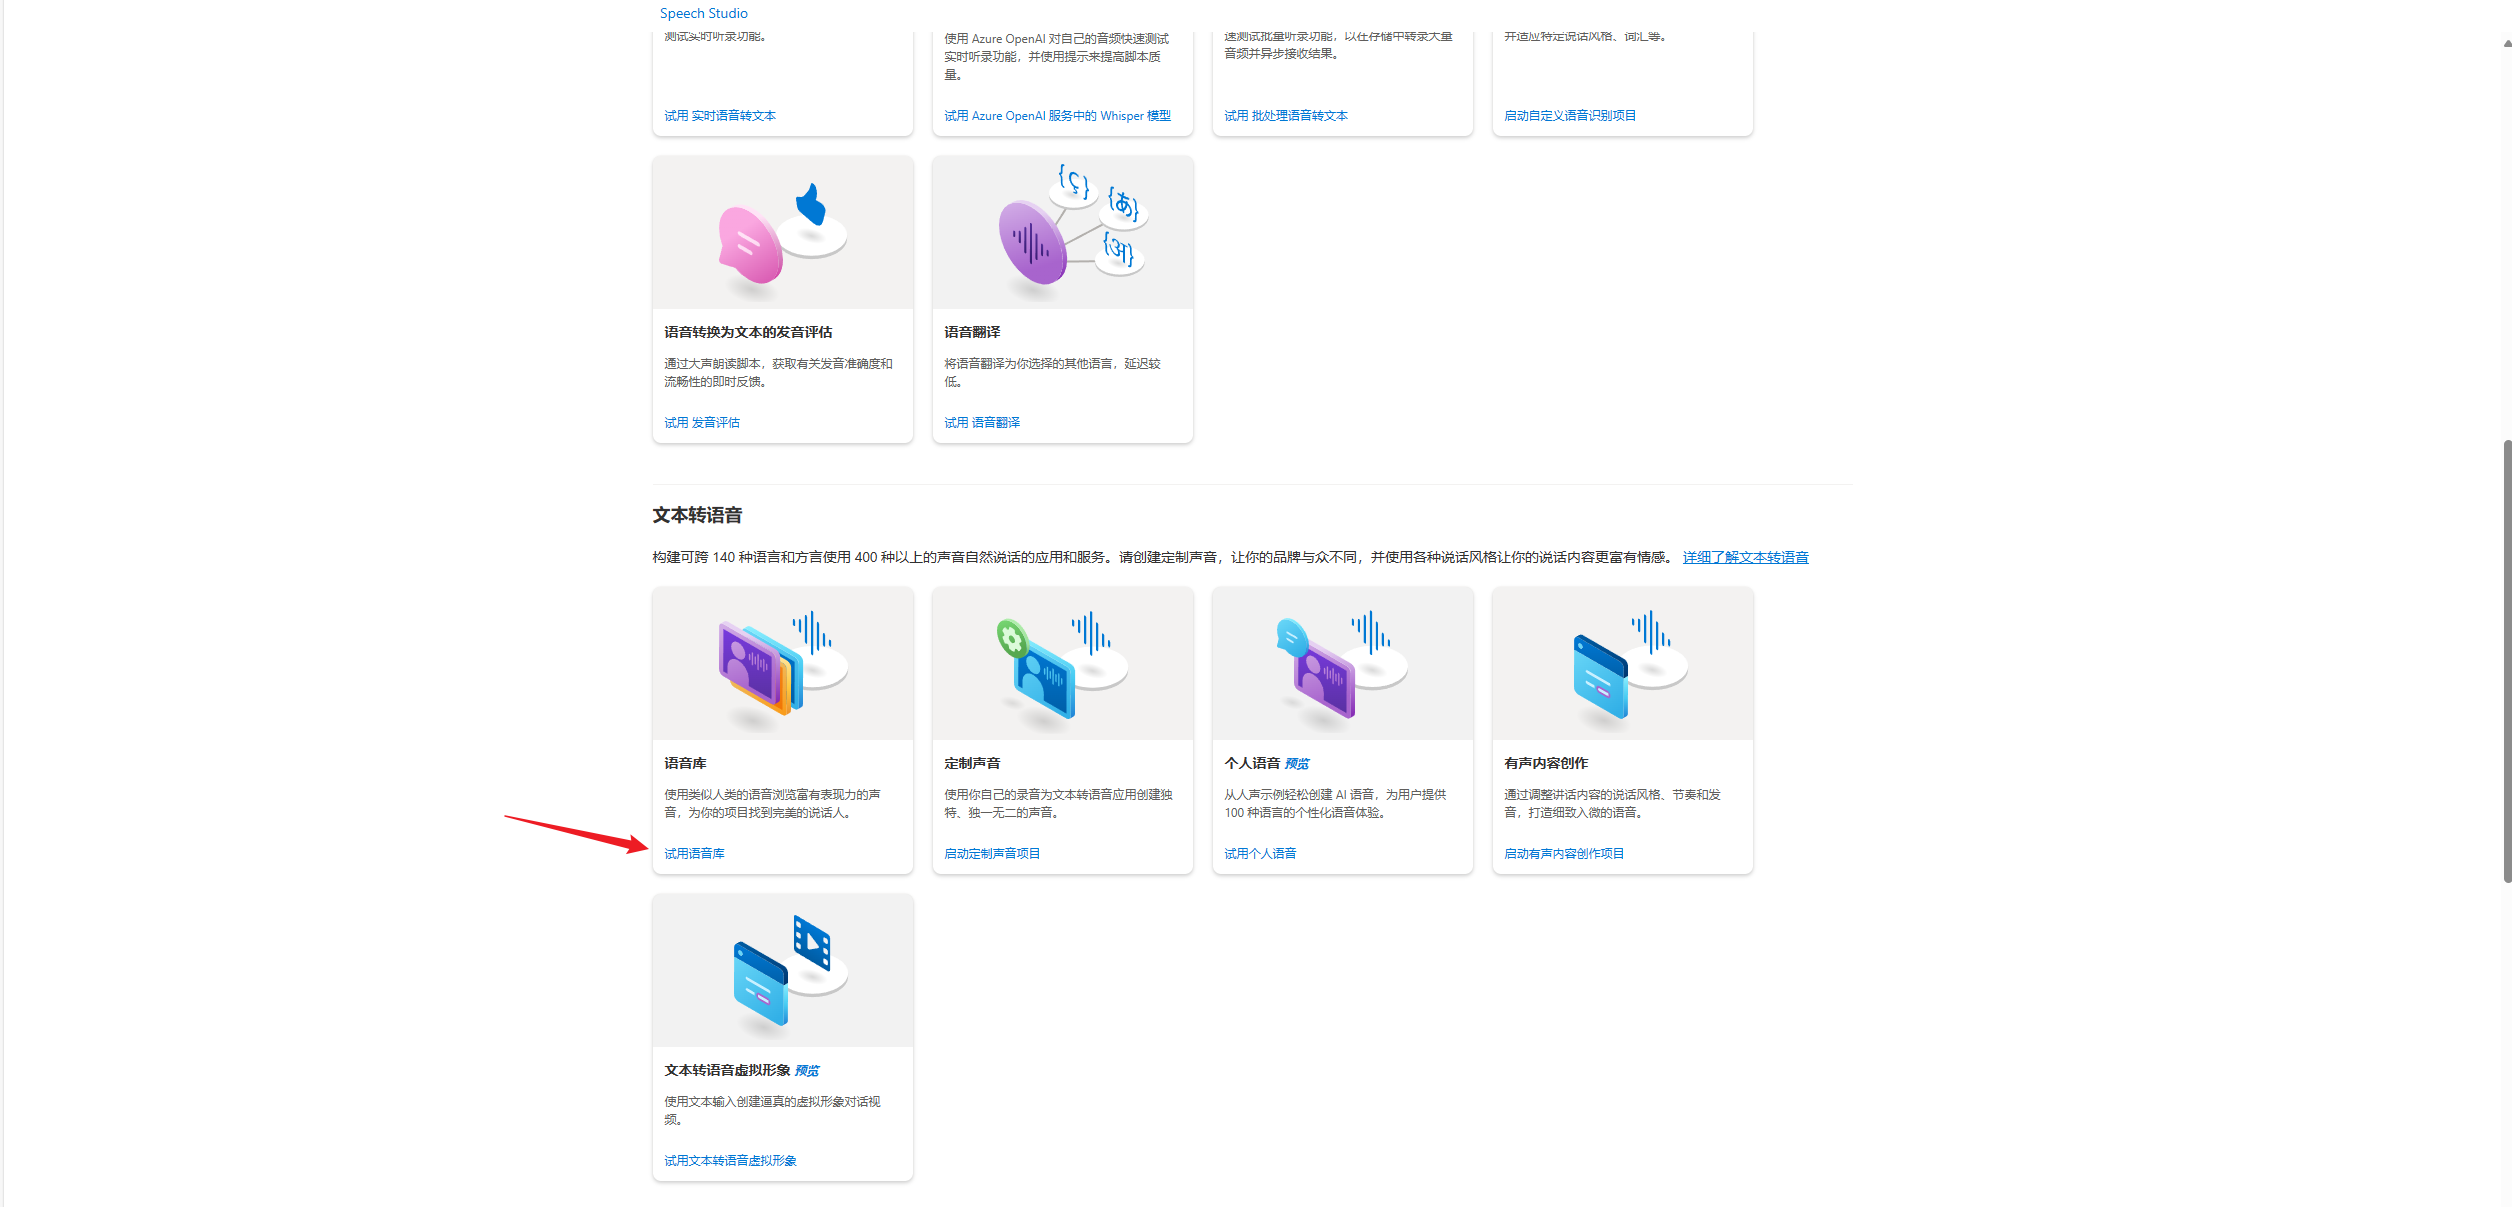 Speech Studio
测试实时听录功能。
使用 Azure OpenAI 对自己的音频快速测试
实时听录功能，并使用提示来提高脚本质
量。
速测试批量听录功能，以在存储中转录大量
音频并异步接收结果。
并适应特定说话风格、词汇等。
试用 实时语音转文本
试用 Azure OpenAI 服务中的 Whisper 模型
试用 批处理语音转文本
启动自定义语音识别项目
{ʕ}
{あ}
{अ}
语音转换为文本的发音评估
通过大声朗读脚本，获取有关发音准确度和
流畅性的即时反馈。
试用 发音评估
语音翻译
将语音翻译为你选择的其他语言，延迟较
低。
试用 语音翻译
文本转语音
构建可跨 140 种语言和方言使用 400 种以上的声音自然说话的应用和服务。请创建定制声音，让你的品牌与众不同，并使用各种说话风格让你的说话内容更富有情感。 详细了解文本转语音
语音库
使用类似人类的语音浏览富有表现力的声
音，为你的项目找到完美的说话人。
试用语音库
定制声音
使用你自己的录音为文本转语音应用创建独
特、独一无二的声音。
启动定制声音项目
个人语音 预览
从人声示例轻松创建 AI 语音，为用户提供
100 种语言的个性化语音体验。
试用个人语音
有声内容创作
通过调整讲话内容的说话风格、节奏和发
音，打造细致入微的语音。
启动有声内容创作项目
文本转语音虚拟形象 预览
使用文本输入创建逼真的虚拟形象对话视
频。
试用文本转语音虚拟形象